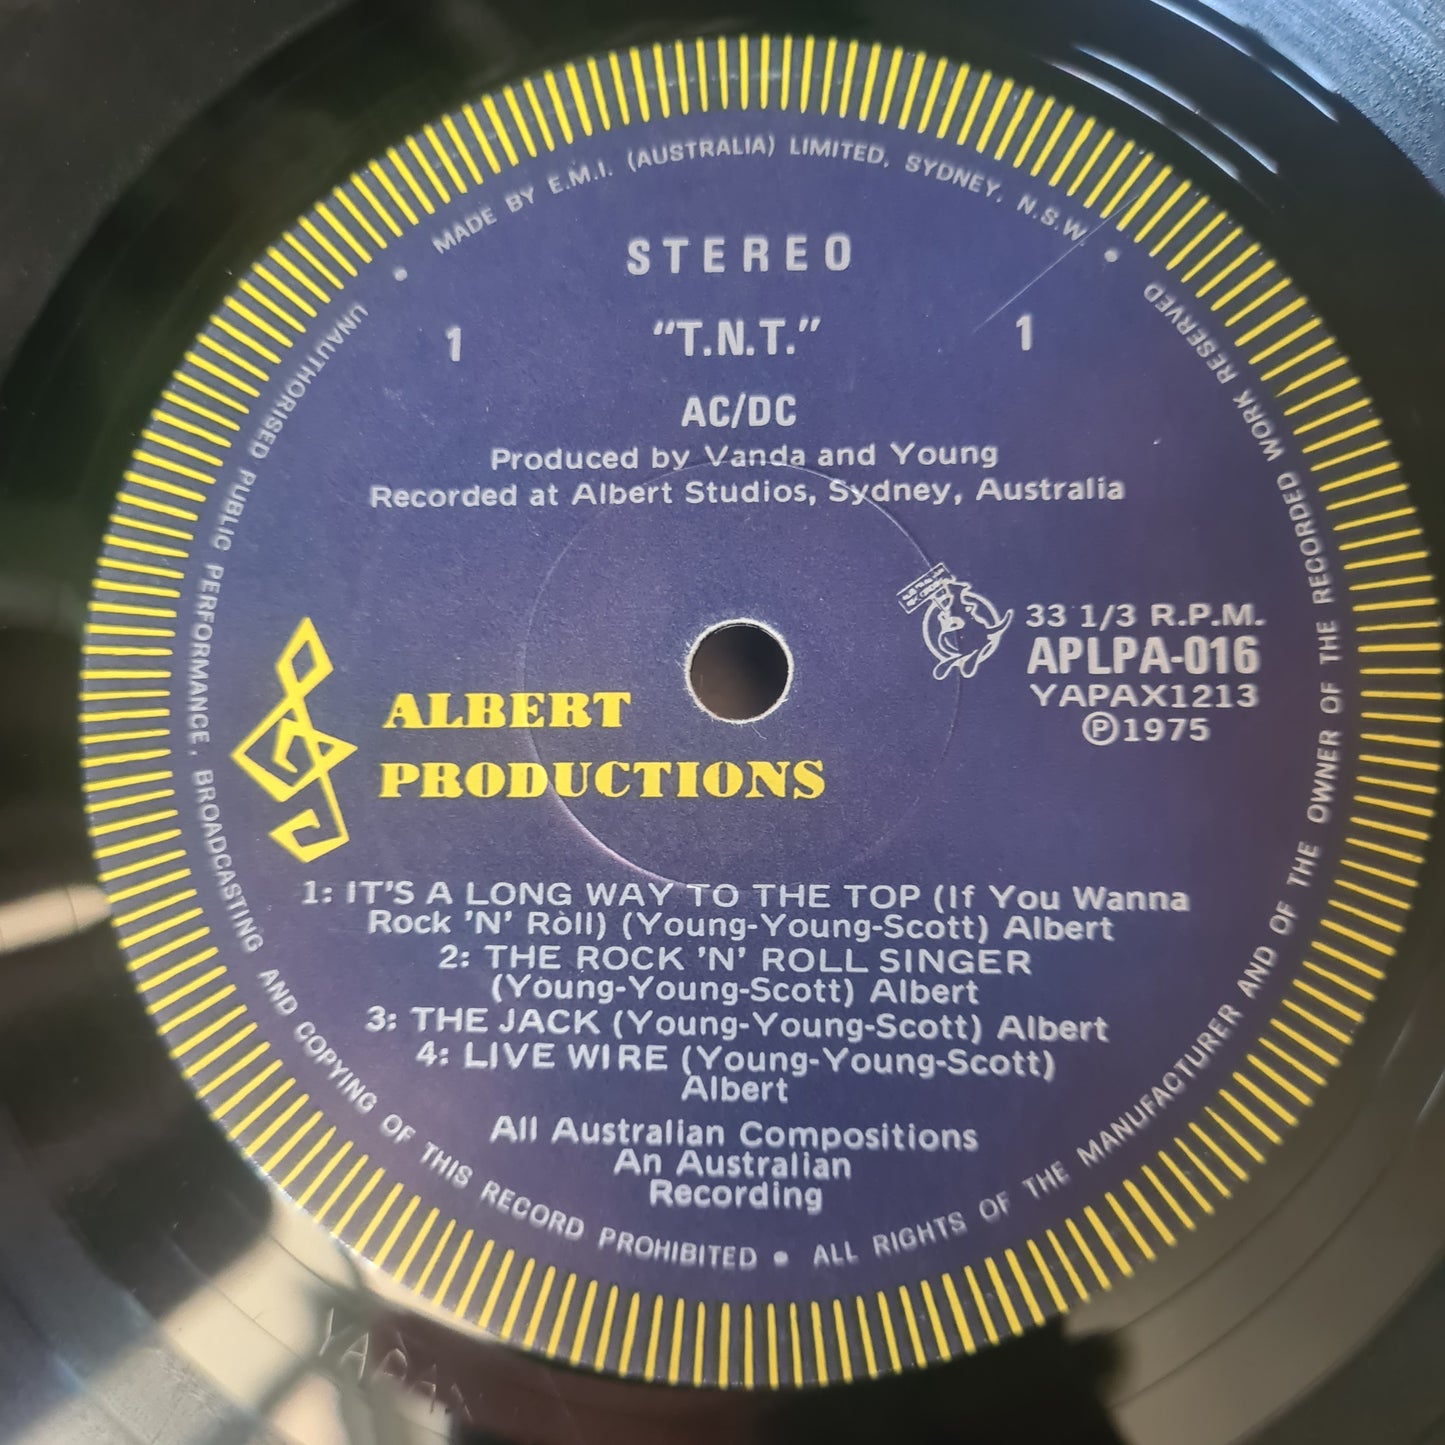 MADE BY E.M.I. (AUSTRALIA) LIMITED. SYDNEY. N.S.W.
STEREO
1 "T.N.T." 1
AC/DC
Produced by Vanda and Young
Recorded at Albert Studios, Sydney, Australia
33 1/3 R.P.M.
APLPA-016
YAPAX1213
Ⓟ1975
ALBERT
PRODUCTIONS
1: IT'S A LONG WAY TO THE TOP (If You Wanna
Rock 'N' Roll) (Young-Young-Scott) Albert
2: THE ROCK 'N' ROLL SINGER
(Young-Young-Scott) Albert
3: THE JACK (Young-Young-Scott) Albert
4: LIVE WIRE (Young-Young-Scott)
Albert
All Australian Compositions
An Australian
Recording
UNAUTHORISED PUBLIC PERFORMANCE, BROADCASTING AND COPYING OF THIS RECORD PROHIBITED • ALL RIGHTS OF THE MANUFACTURER AND OF THE OWNER OF THE RECORDED WORK RESERVED